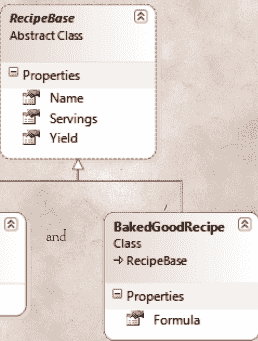 RecipeBase
Abstract Class
Properties
Name
Servings
Yield
and
BakedGoodRecipe
Class
RecipeBase
Properties
Formula